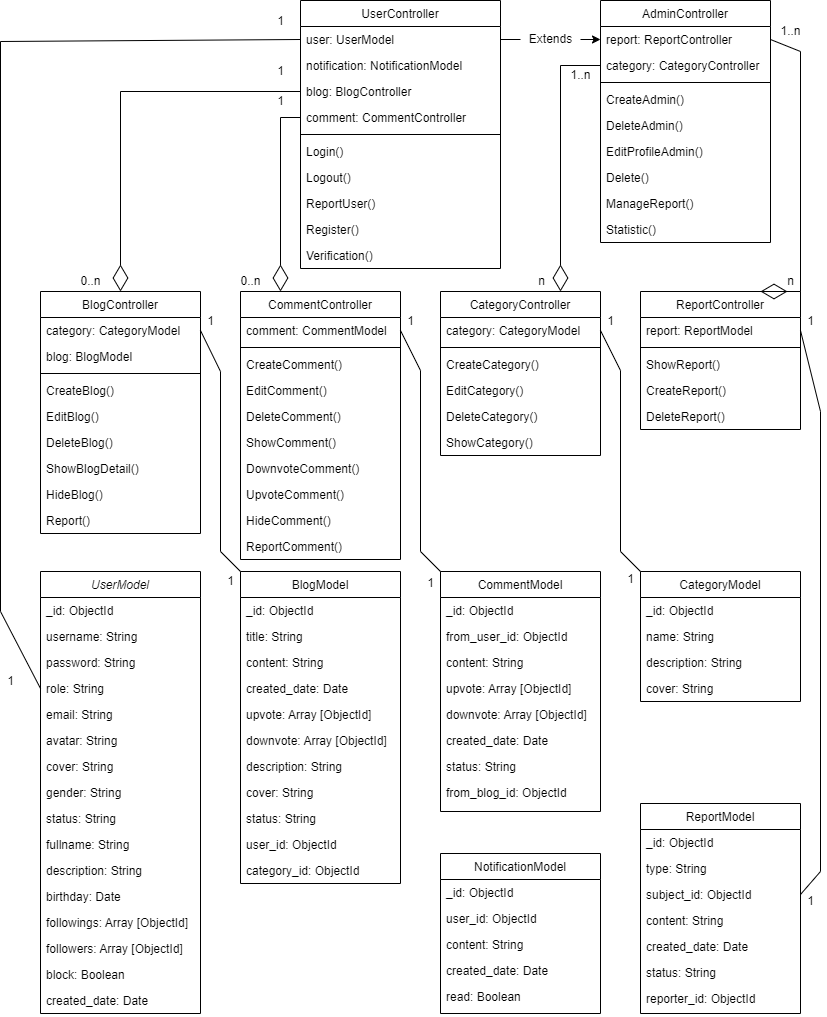 UserController
user: UserModel
notification: NotificationModel
blog: BlogController
comment: CommentController
Login()
Logout()
ReportUser()
Register()
Verification()
Extends
AdminController
report: ReportController
category: CategoryController
CreateAdmin()
DeleteAdmin()
EditProfileAdmin()
Delete()
ManageReport()
Statistic()
1
1
1
1..n
1..n
0..n
0..n
n
n
BlogController
category: CategoryModel
blog: BlogModel
CreateBlog()
EditBlog()
DeleteBlog()
ShowBlogDetail()
HideBlog()
Report()
1
CommentController
comment: CommentModel
CreateComment()
EditComment()
DeleteComment()
ShowComment()
DownvoteComment()
UpvoteComment()
HideComment()
ReportComment()
1
CategoryController
category: CategoryModel
CreateCategory()
EditCategory()
DeleteCategory()
ShowCategory()
1
ReportController
report: ReportModel
ShowReport()
CreateReport()
DeleteReport()
1
1
UserModel
_id: ObjectId
username: String
password: String
role: String
email: String
avatar: String
cover: String
gender: String
status: String
fullname: String
description: String
birthday: Date
followings: Array [ObjectId]
followers: Array [ObjectId]
block: Boolean
created_date: Date
1
BlogModel
_id: ObjectId
title: String
content: String
created_date: Date
upvote: Array [ObjectId]
downvote: Array [ObjectId]
description: String
cover: String
status: String
user_id: ObjectId
category_id: ObjectId
1
CommentModel
_id: ObjectId
from_user_id: ObjectId
content: String
upvote: Array [ObjectId]
downvote: Array [ObjectId]
created_date: Date
status: String
from_blog_id: ObjectId
1
CategoryModel
_id: ObjectId
name: String
description: String
cover: String
NotificationModel
_id: ObjectId
user_id: ObjectId
content: String
created_date: Date
read: Boolean
ReportModel
_id: ObjectId
type: String
subject_id: ObjectId
content: String
created_date: Date
status: String
reporter_id: ObjectId
1